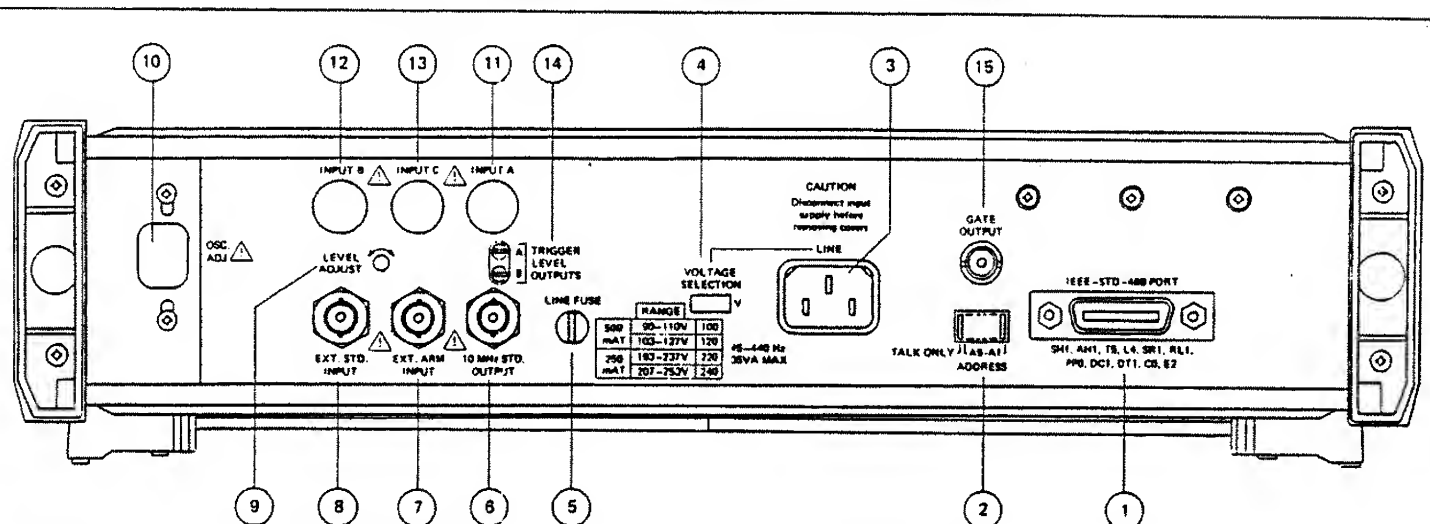 10 12 13 11 14 4 3 15
INPUT B INPUT C INPUT A
CAUTION
Disconnect input
supply before
removing covers
OSC.
ADJ
LEVEL
ADJUST
A
B
TRIGGER
LEVEL
OUTPUTS
LINE
VOLTAGE
SELECTION
V
GATE
OUTPUT
LINE FUSE
RANGE
500 mAT 90–110V 100
103–127V 120
250 mAT 193–237V 220
207–253V 240
45–440 Hz
35VA MAX
IEEE-STD-488 PORT
SH1, AH1, T5, L4, SR1, RL1,
PP0, DC1, DT1, C0, E2
TALK ONLY A5-A1
ADDRESS
EXT. STD.
INPUT
EXT. ARM
INPUT
10 MHz STD.
OUTPUT
9 8 7 6 5 2 1